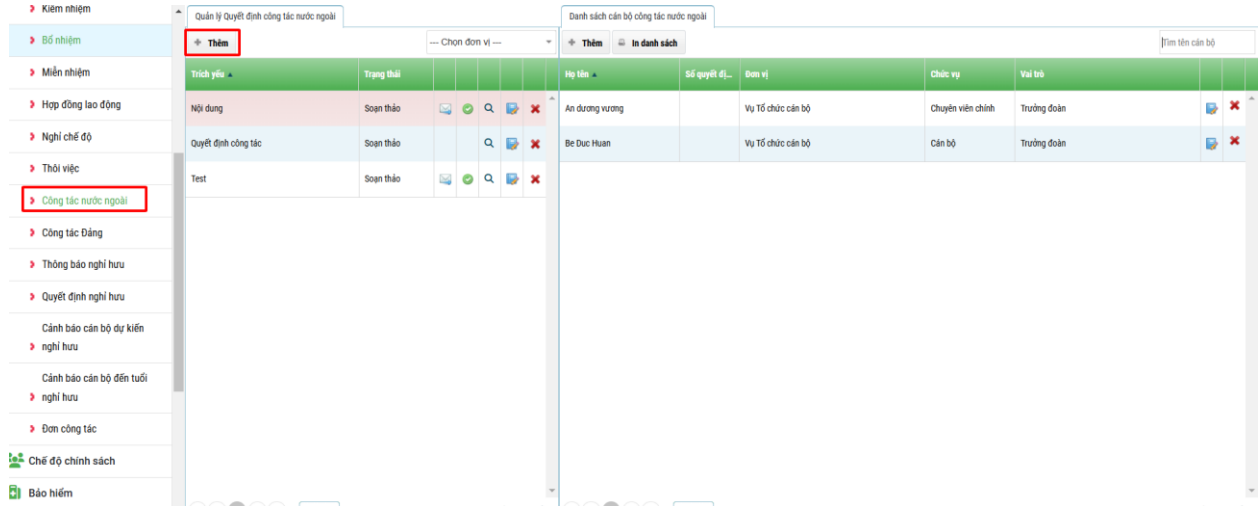 Kiêm nhiệm
Bổ nhiệm
Miễn nhiệm
Hợp đồng lao động
Nghỉ chế độ
Thôi việc
Công tác nước ngoài
Công tác Đảng
Thông báo nghỉ hưu
Quyết định nghỉ hưu
Cảnh báo cán bộ dự kiến
nghỉ hưu
Cảnh báo cán bộ đến tuổi
nghỉ hưu
Đơn công tác
Chế độ chính sách
Bảo hiểm
Quản lý Quyết định công tác nước ngoài
Thêm
--- Chọn đơn vị ---
Trích yếu Trạng thái
Nội dung Soạn thảo
Quyết định công tác Soạn thảo
Test Soạn thảo
Danh sách cán bộ công tác nước ngoài
Thêm In danh sách Tìm tên cán bộ
Họ tên Số quyết đị... Đơn vị Chức vụ Vai trò
An dương vương Vụ Tổ chức cán bộ Chuyên viên chính Trưởng đoàn
Be Duc Huan Vụ Tổ chức cán bộ Cán bộ Trưởng đoàn